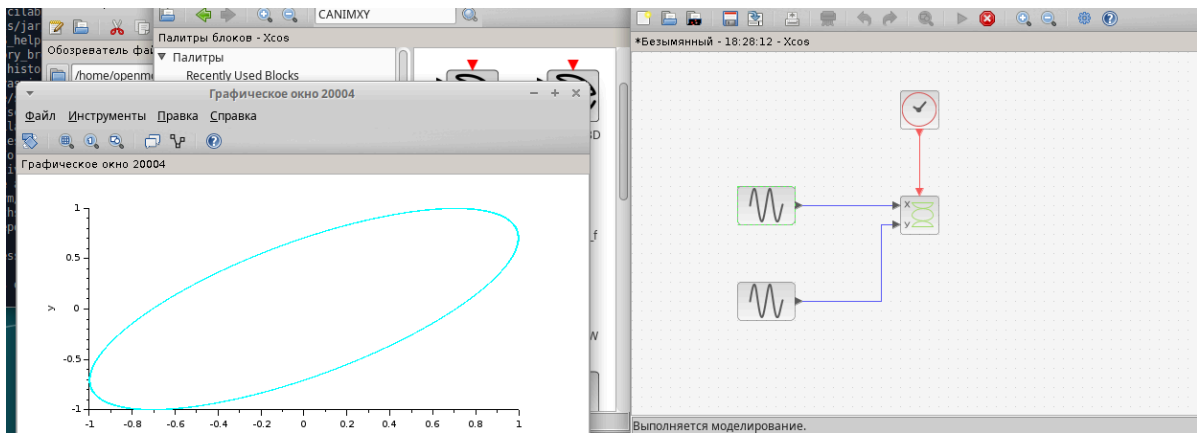 CANIMXY
Палитры блоков - Xcos
Палитры
Recently Used Blocks
Обозреватель фай
/home/openm
Графическое окно 20004
Файл Инструменты Правка Справка
Графическое окно 20004
1
0.5
0
-0.5
-1
y
-1 -0.8 -0.6 -0.4 -0.2 0 0.2 0.4 0.6 0.8 1
*Безымянный - 18:28:12 - Xcos
x
y
Выполняется моделирование.